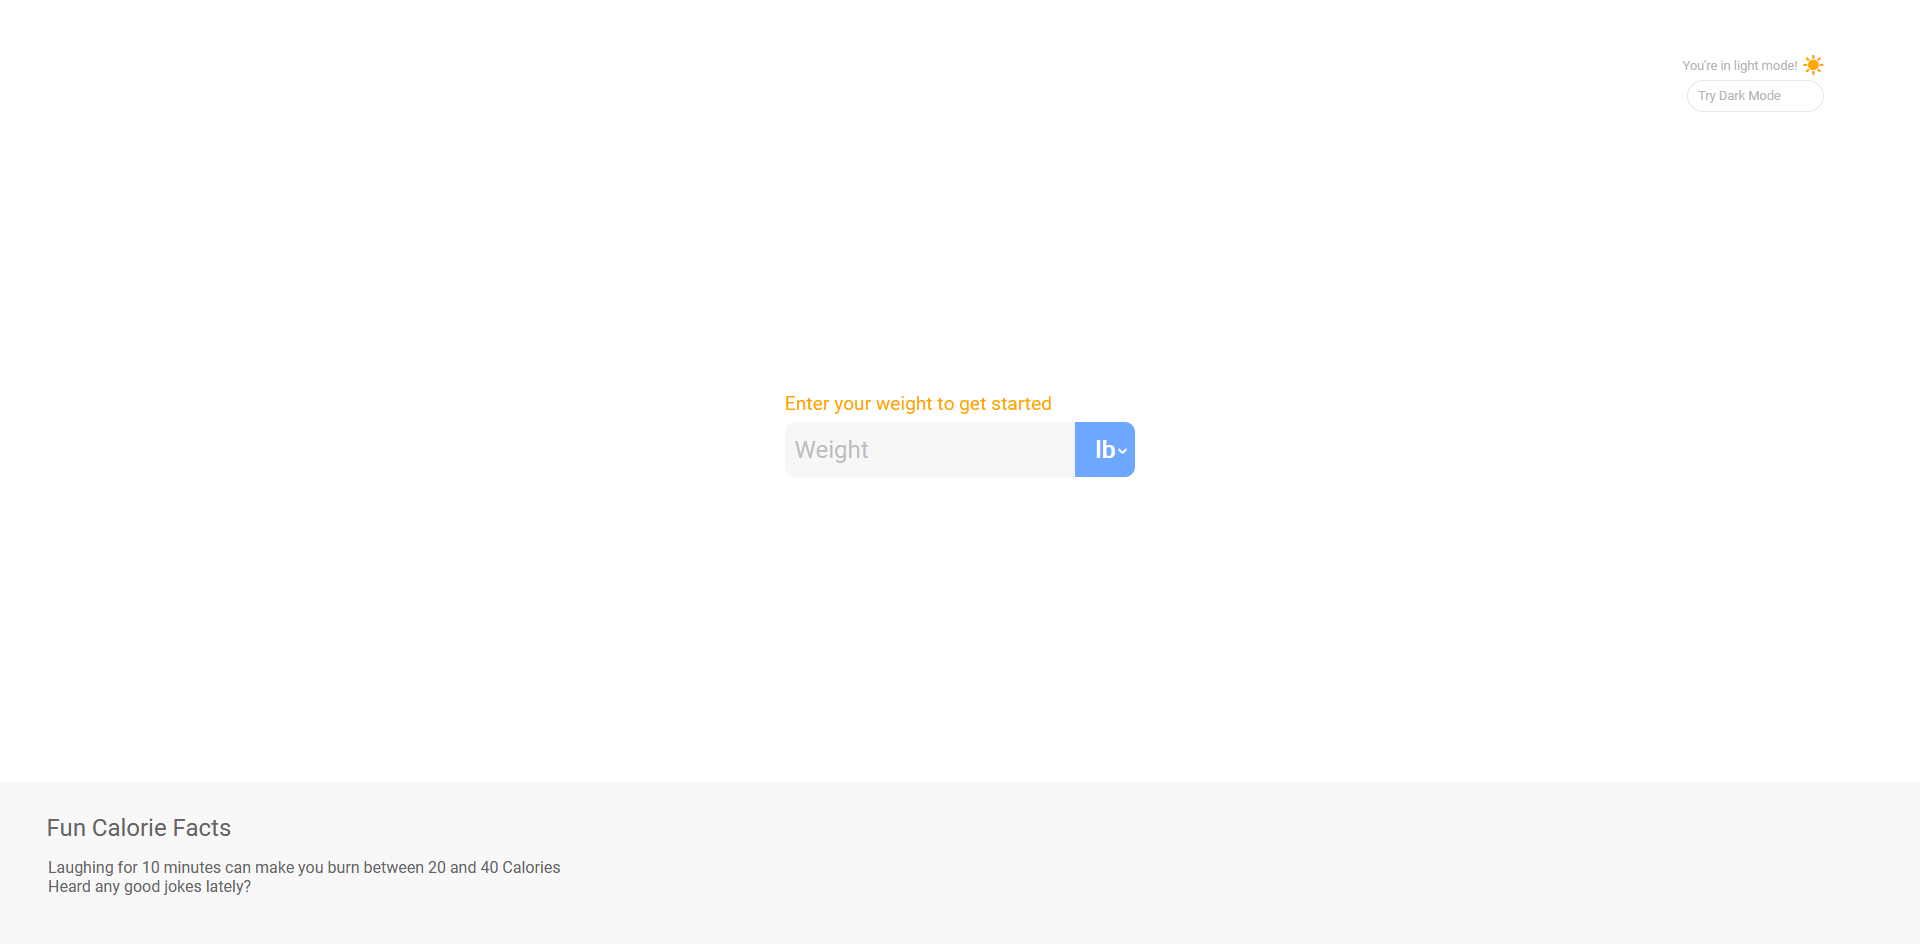 You're in light mode!
Try Dark Mode
Enter your weight to get started
Weight
lb
Fun Calorie Facts
Laughing for 10 minutes can make you burn between 20 and 40 Calories
Heard any good jokes lately?